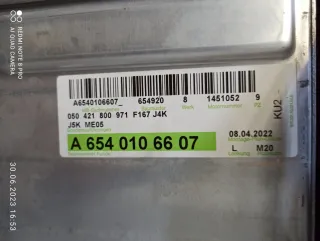 REDMI NOTE 8
AI QUAD CAMERA
A6540106607_ 654920 8 1451052 9
050 421 800 971 F167 J4K
J5K ME05
KU2
A 654 010 66 07
08.04.2022
L M20
30.06.2023 16:53